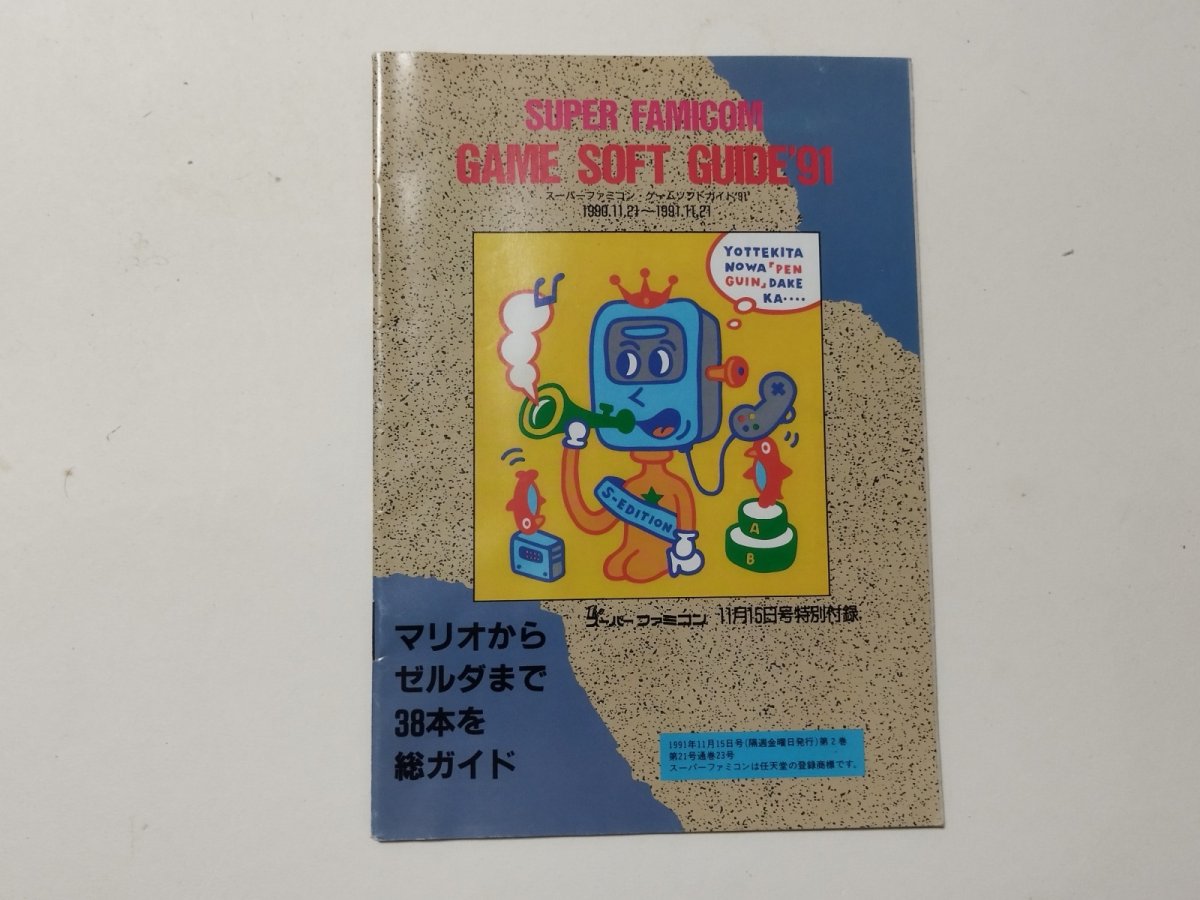 SUPER FAMICOM
GAME SOFT GUIDE'91
スーパーファミコン ゲームソフトガイド'91
1990.11.21〜1991.11.21
YOTTEKITA
NOWA『PEN
GUIN』DAKE
KA‥‥
S-EDITION
A
B
The スーパーファミコン 11月15日号特別付録
マリオから
ゼルダまで
38本を
総ガイド
1991年11月15日号(隔週金曜日発行)第2巻
第21号通巻23号
スーパーファミコンは任天堂の登録商標です。